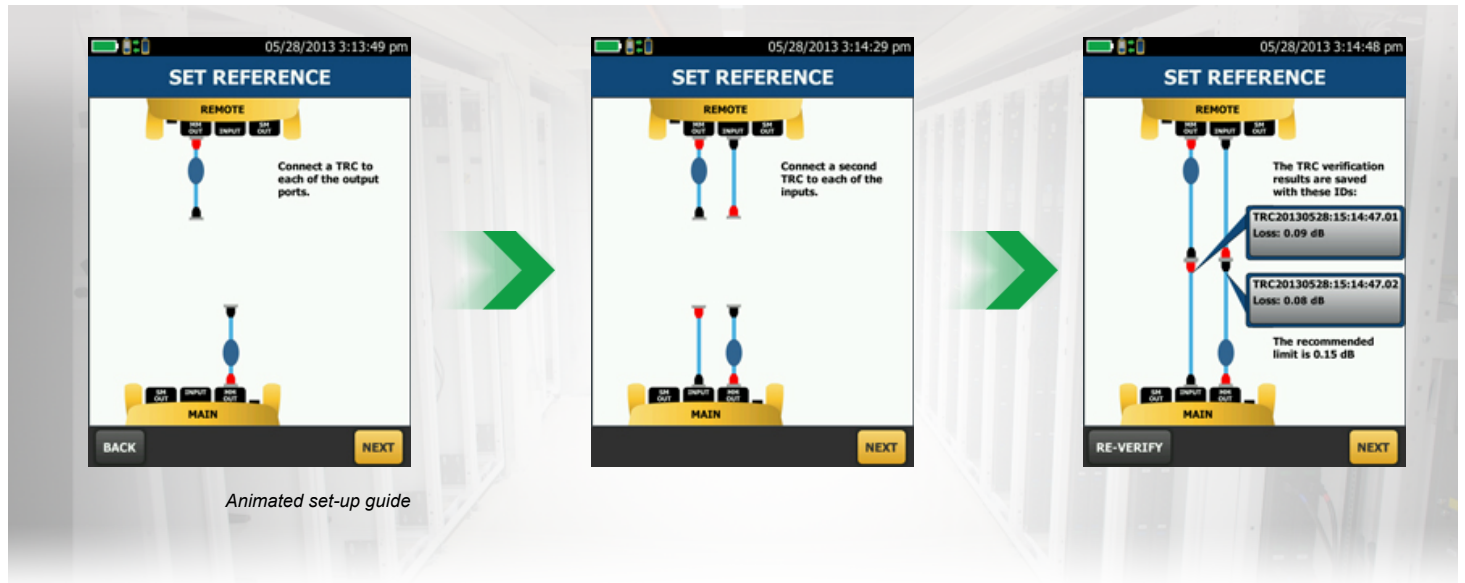 05/28/2013 3:13:49 pm
SET REFERENCE
REMOTE
MM OUT
INPUT
SM OUT
Connect a TRC to
each of the output
ports.
SM OUT
INPUT
MM OUT
MAIN
BACK
NEXT
Animated set-up guide
05/28/2013 3:14:29 pm
SET REFERENCE
REMOTE
MM OUT
INPUT
SM OUT
Connect a second
TRC to each of the
inputs.
SM OUT
INPUT
MM OUT
MAIN
NEXT
05/28/2013 3:14:48 pm
SET REFERENCE
REMOTE
MM OUT
INPUT
SM OUT
The TRC verification
results are saved
with these IDs:
TRC20130528:15:14:47.01
Loss: 0.09 dB
TRC20130528:15:14:47.02
Loss: 0.08 dB
The recommended
limit is 0.15 dB
SM OUT
INPUT
MM OUT
MAIN
RE-VERIFY
NEXT